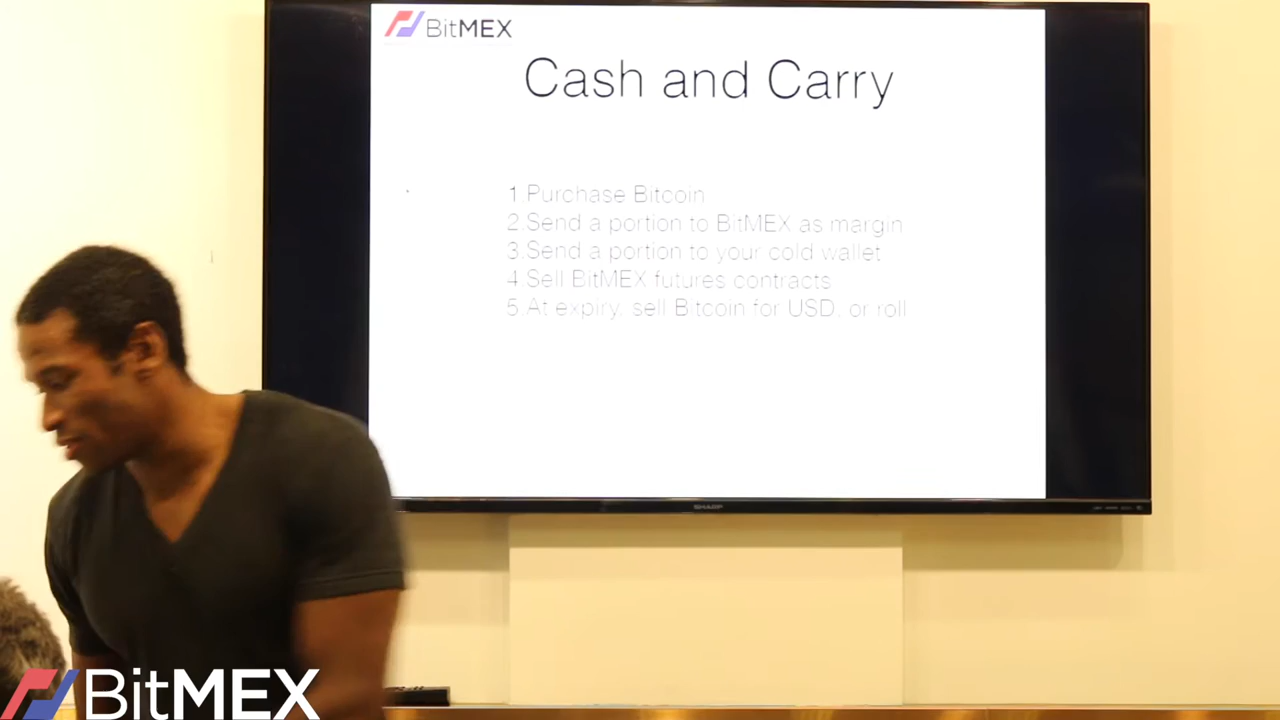 BitMEX
Cash and Carry
1.Purchase Bitcoin
2.Send a portion to BitMEX as margin
3.Send a portion to your cold wallet
4.Sell BitMEX futures contracts
5.At expiry, sell Bitcoin for USD, or roll
SHARP
BitMEX